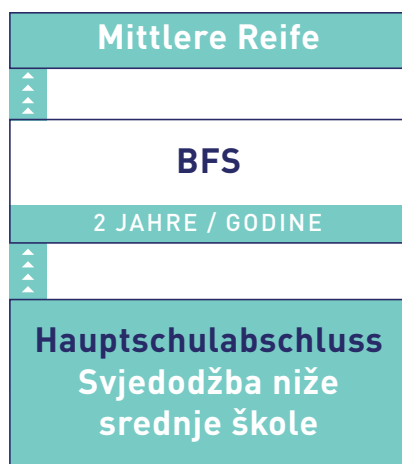 Mittlere Reife
BFS
2 JAHRE / GODINE
Hauptschulabschluss
Svjedodžba niže
srednje škole